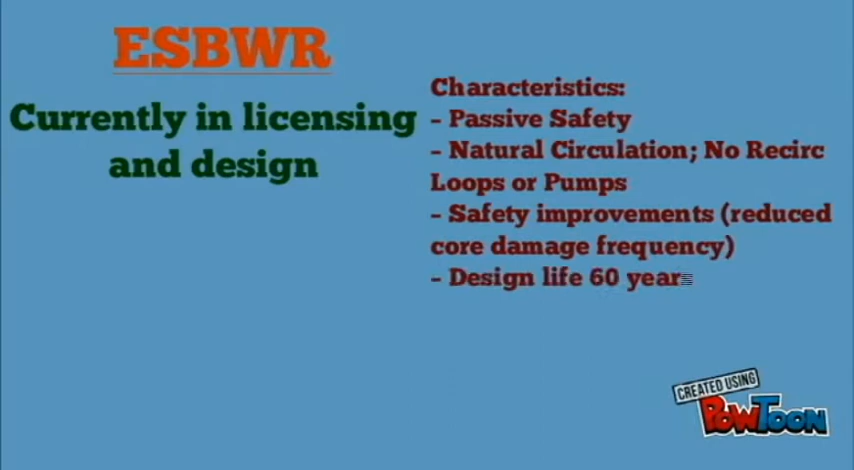 ESBWR
Currently in licensing
and design
Characteristics:
- Passive Safety
- Natural Circulation; No Recirc
Loops or Pumps
- Safety improvements (reduced
core damage frequency)
- Design life 60 years
CREATED USING
POWTOON